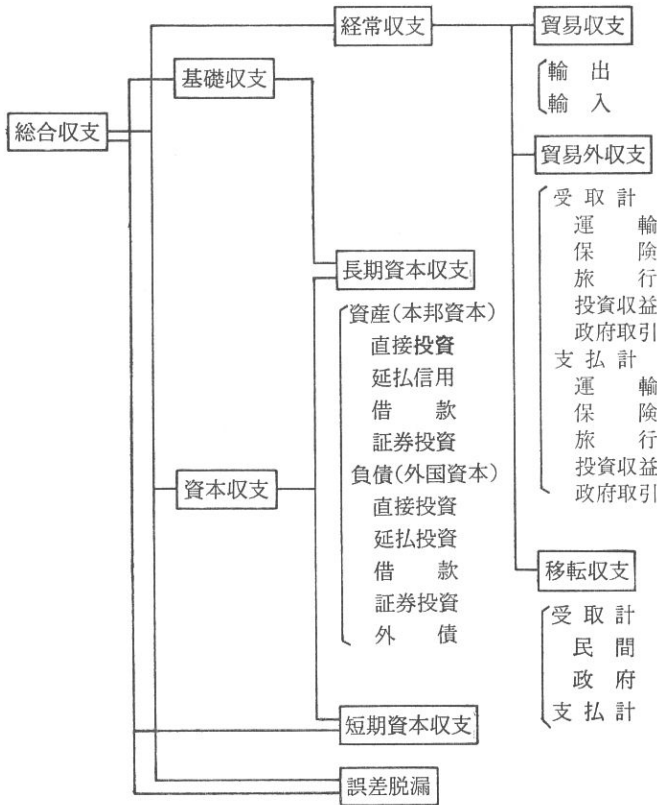 経常収支
貿易収支
輸出
輸入
基礎収支
総合収支
貿易外収支
受取計
運輸
保険
旅行
投資収益
政府取引
支払計
運輸
保険
旅行
投資収益
政府取引
長期資本収支
資産(本邦資本)
直接投資
延払信用
借款
証券投資
負債(外国資本)
直接投資
延払投資
借款
証券投資
外債
資本収支
移転収支
受取計
民間
政府
支払計
短期資本収支
誤差脱漏